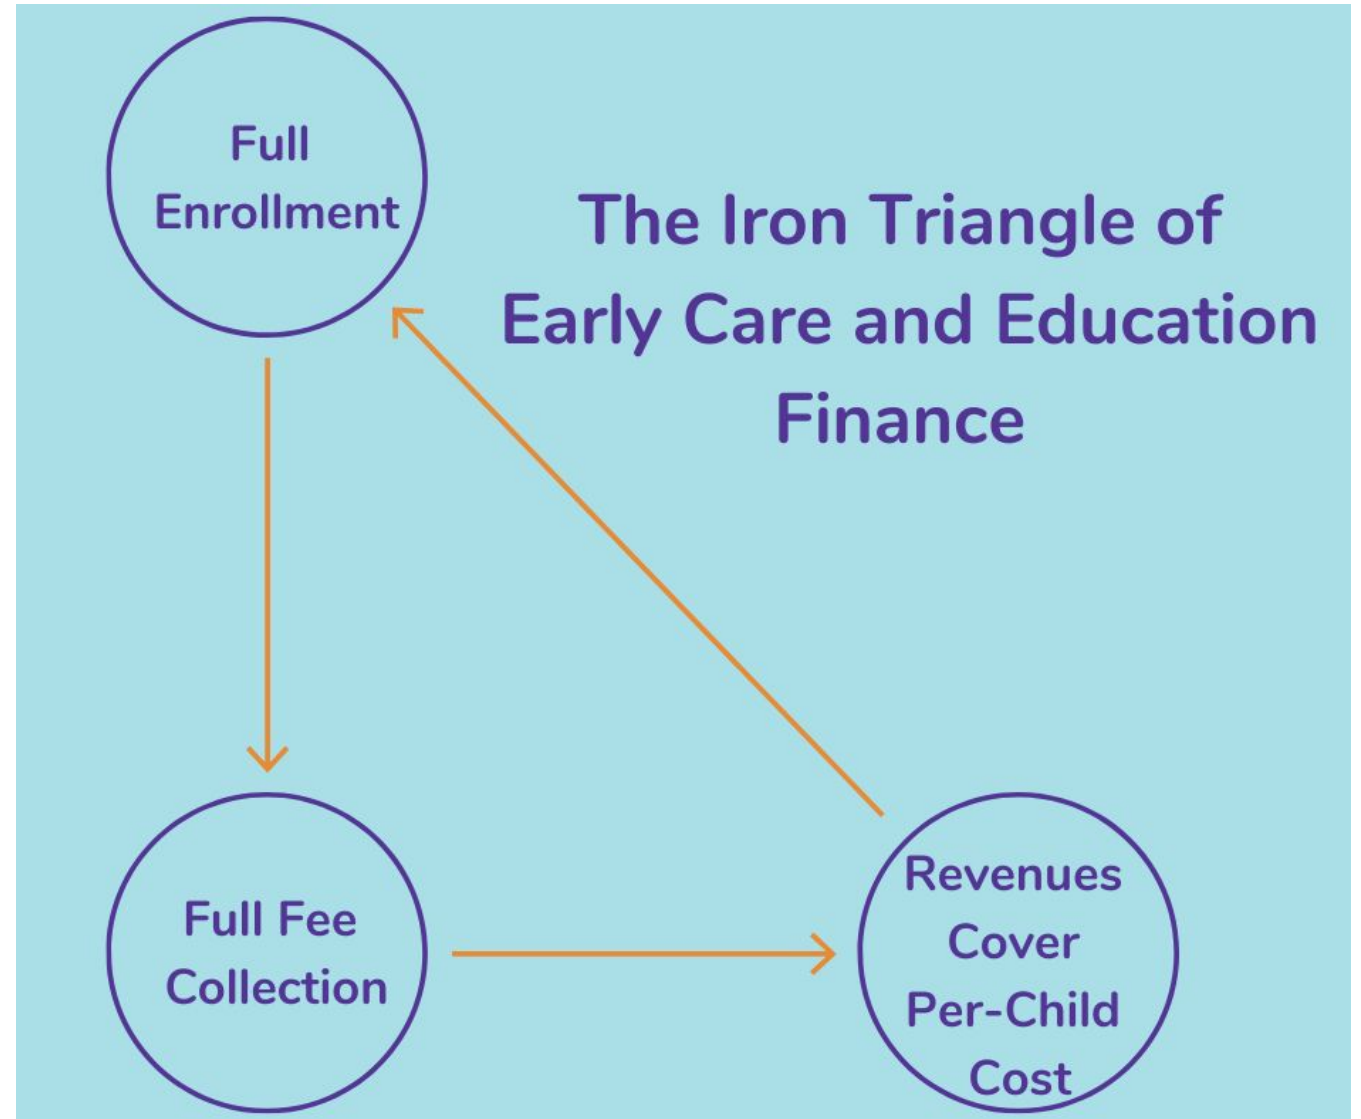 Full
Enrollment
The Iron Triangle of
Early Care and Education
Finance
Full Fee
Collection
Revenues
Cover
Per-Child
Cost